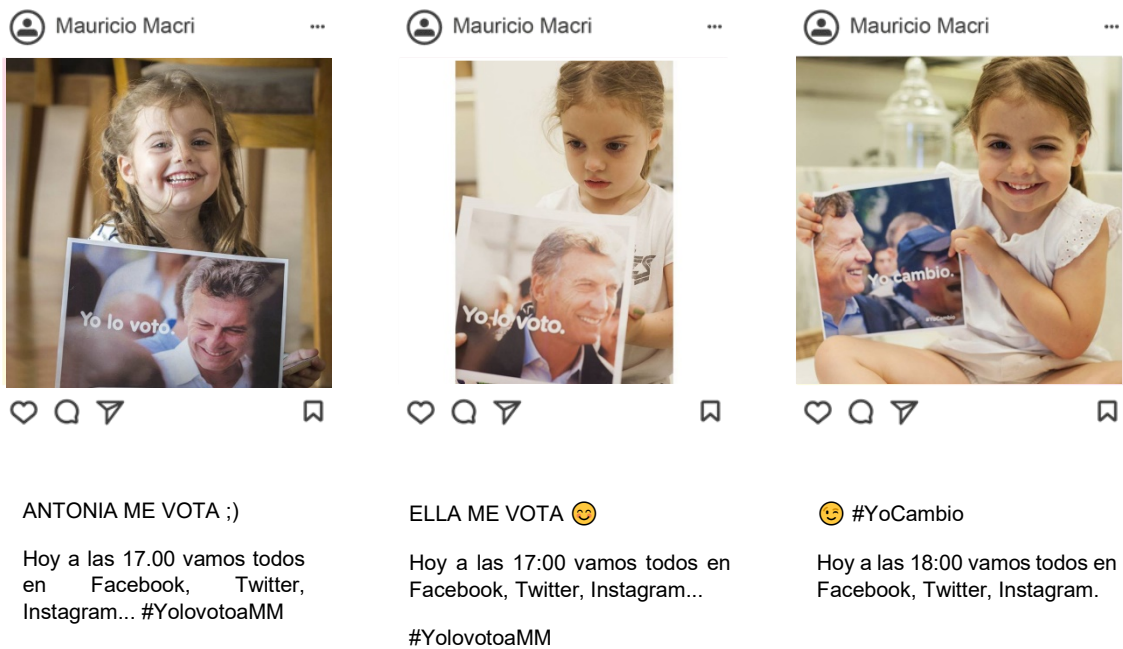 Mauricio Macri ...
Yo lo voto.
ANTONIA ME VOTA ;)
Hoy a las 17.00 vamos todos
en Facebook, Twitter,
Instagram... #YolovotoaMM
Mauricio Macri ...
Yo lo voto.
ELLA ME VOTA 😊
Hoy a las 17:00 vamos todos en
Facebook, Twitter, Instagram...
#YolovotoaMM
Mauricio Macri ...
Yo cambio.
#YoCambio
😉 #YoCambio
Hoy a las 18:00 vamos todos en
Facebook, Twitter, Instagram.